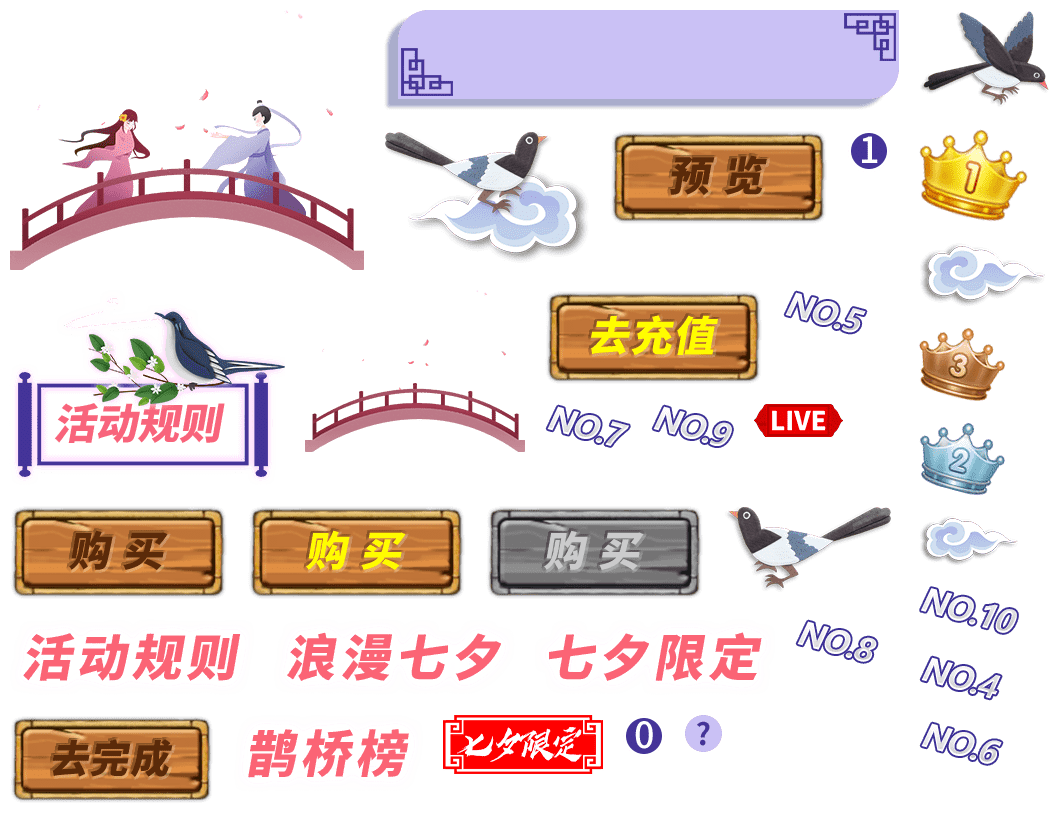 预览
1
1
去充值
NO.5
活动规则
3
NO.7
NO.9
LIVE
2
购买
购买
购买
NO.10
活动规则
浪漫七夕
七夕限定
NO.8
NO.4
去完成
鹊桥榜
七夕限定
0
?
NO.6